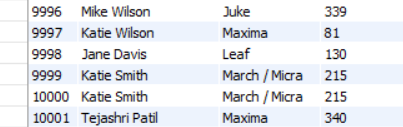 9996 Mike Wilson Juke 339
9997 Katie Wilson Maxima 81
9998 Jane Davis Leaf 130
9999 Katie Smith March / Micra 215
10000 Katie Smith March / Micra 215
10001 Tejashri Patil Maxima 340